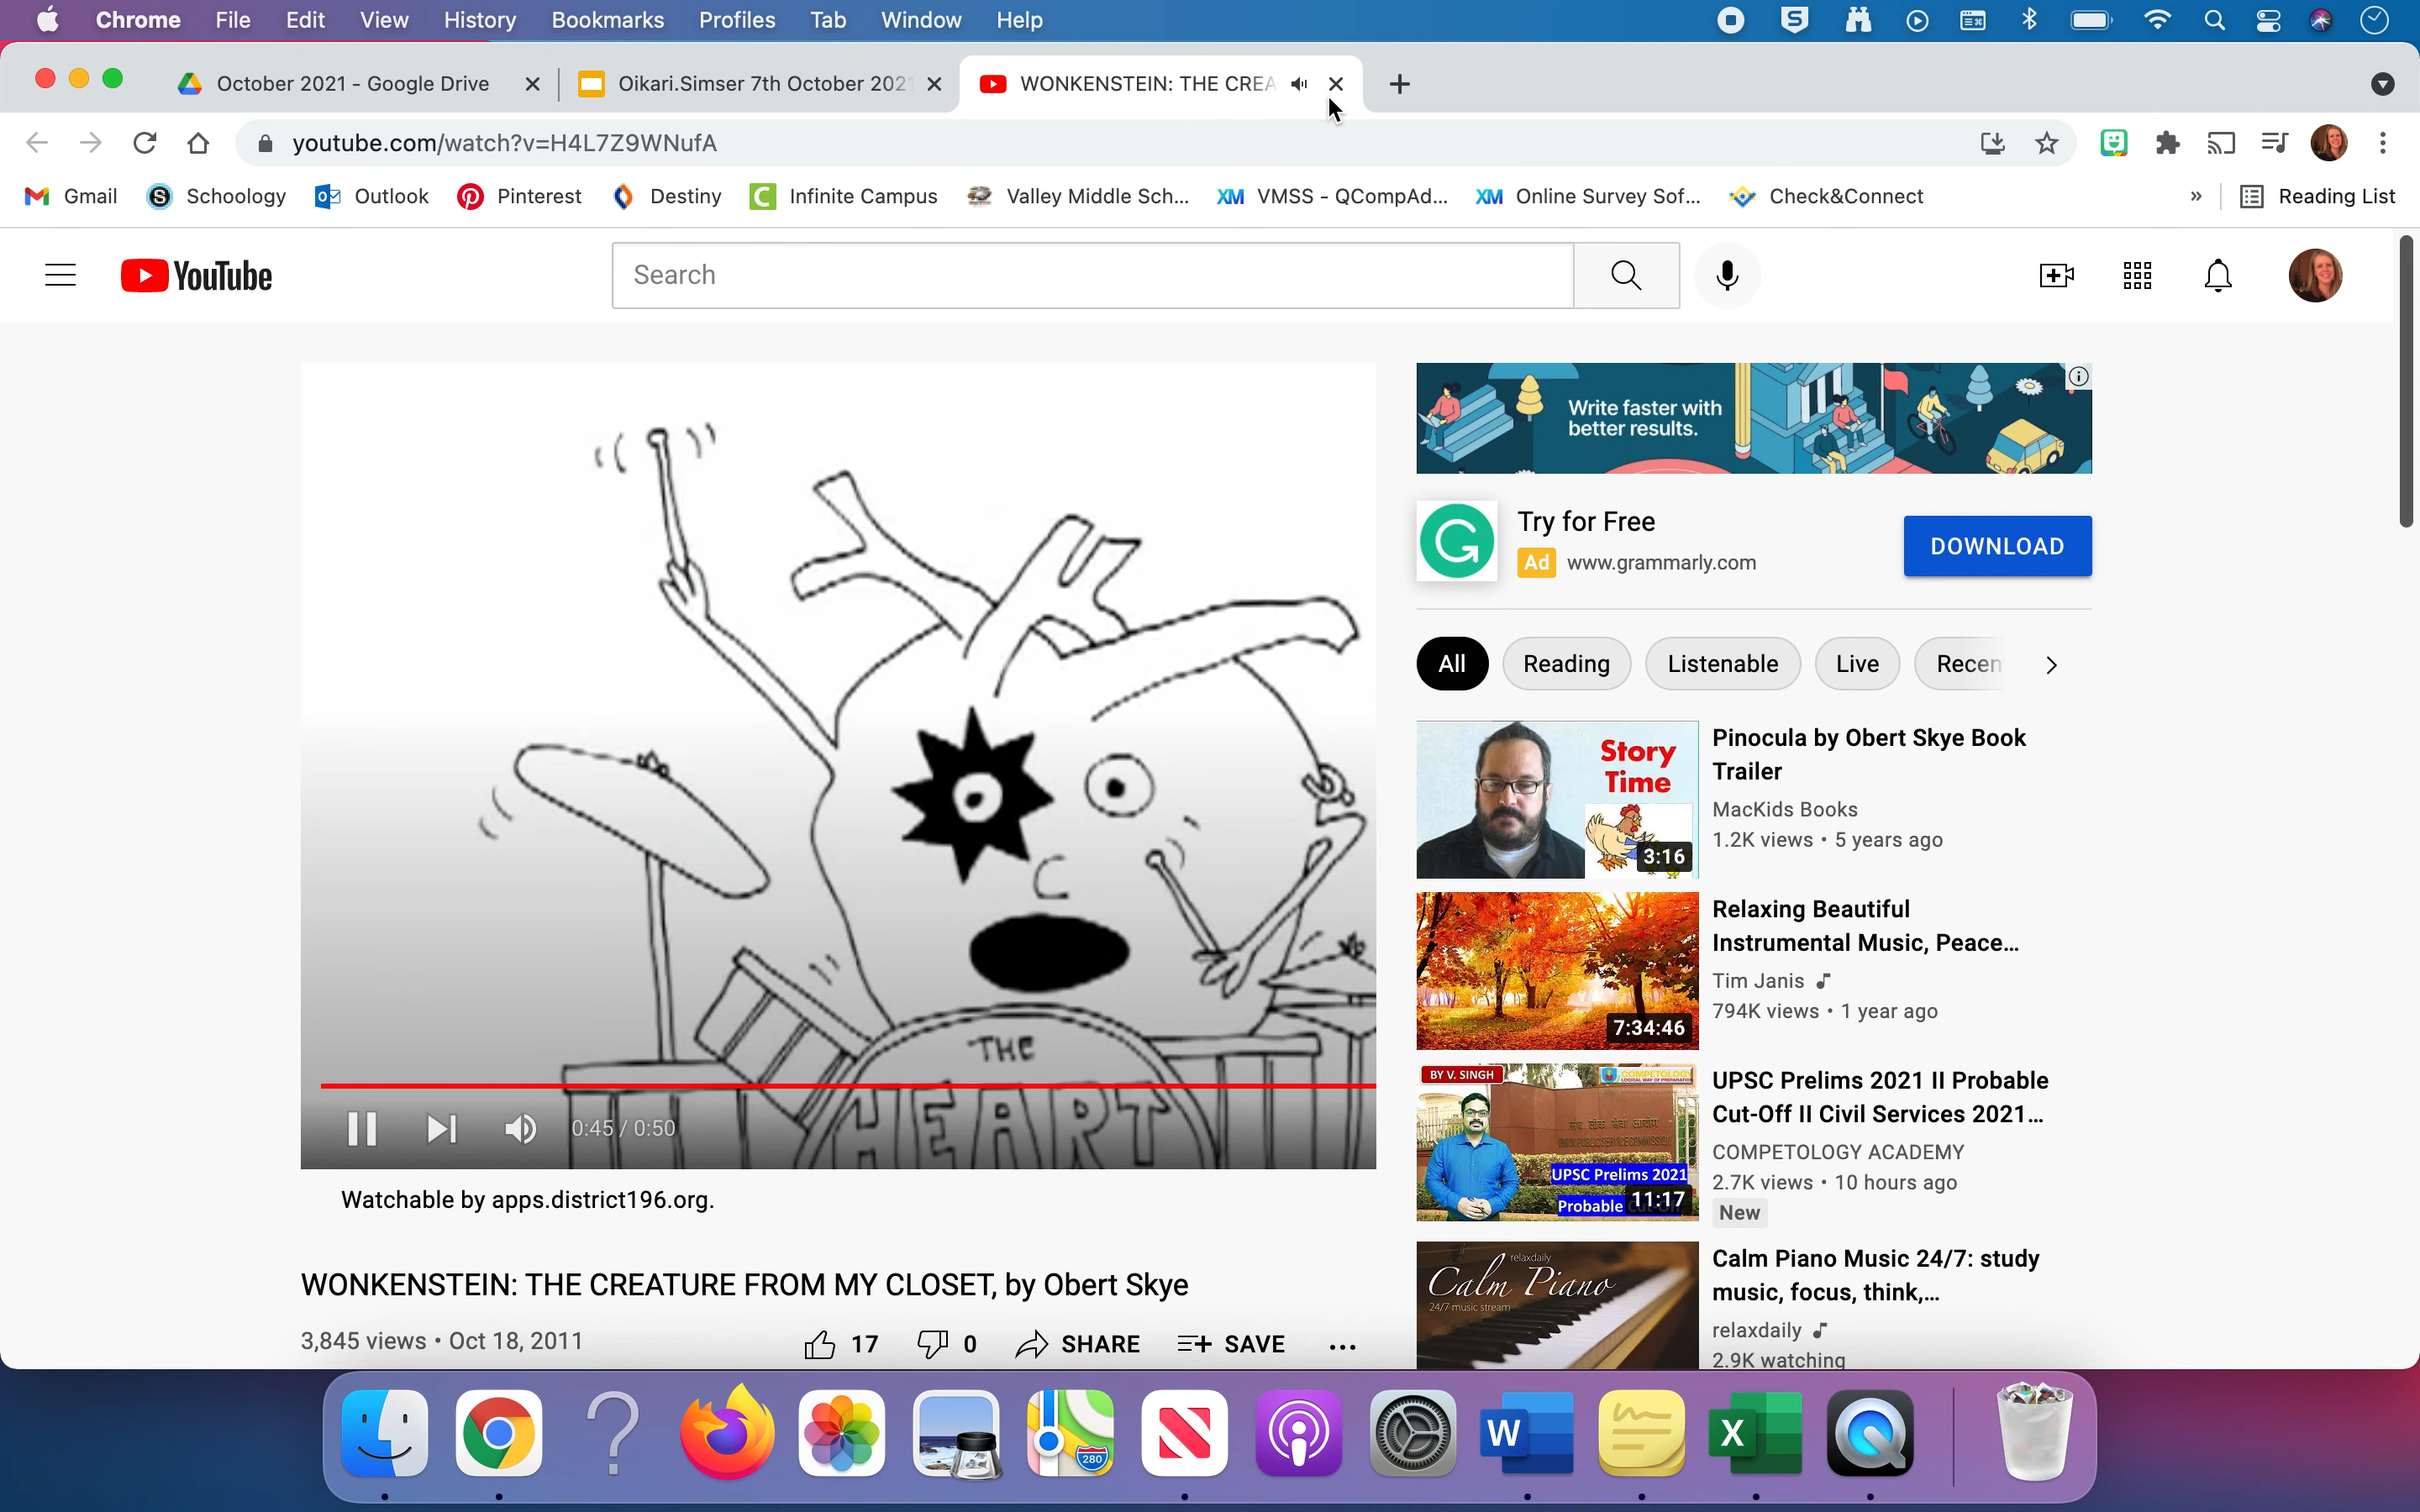 Chrome File Edit View History Bookmarks Profiles Tab Window Help
October 2021 - Google Drive
Oikari.Simser 7th October 2021
WONKENSTEIN: THE CREA
youtube.com/watch?v=H4L7Z9WNufA
Gmail Schoology Outlook Pinterest Destiny Infinite Campus Valley Middle Sch... VMSS - QCompAd... Online Survey Sof... Check&Connect » Reading List
YouTube
Search
THE
HEART
0:45 / 0:50
Watchable by apps.district196.org.
WONKENSTEIN: THE CREATURE FROM MY CLOSET, by Obert Skye
3,845 views • Oct 18, 2011
17 0 SHARE SAVE ...
Write faster with
better results.
Try for Free
Ad www.grammarly.com
DOWNLOAD
All Reading Listenable Live Recen
Story
Time
3:16
Pinocula by Obert Skye Book
Trailer
MacKids Books
1.2K views • 5 years ago
7:34:46
Relaxing Beautiful
Instrumental Music, Peace...
Tim Janis
794K views • 1 year ago
BY V. SINGH
COMPETOLOGY
UPSC Prelims 2021
Probable
11:17
UPSC Prelims 2021 II Probable
Cut-Off II Civil Services 2021...
COMPETOLOGY ACADEMY
2.7K views • 10 hours ago
New
relaxdaily
Calm Piano
24/7 music stream
Calm Piano Music 24/7: study
music, focus, think,...
relaxdaily
2.9K watching
280
W
X